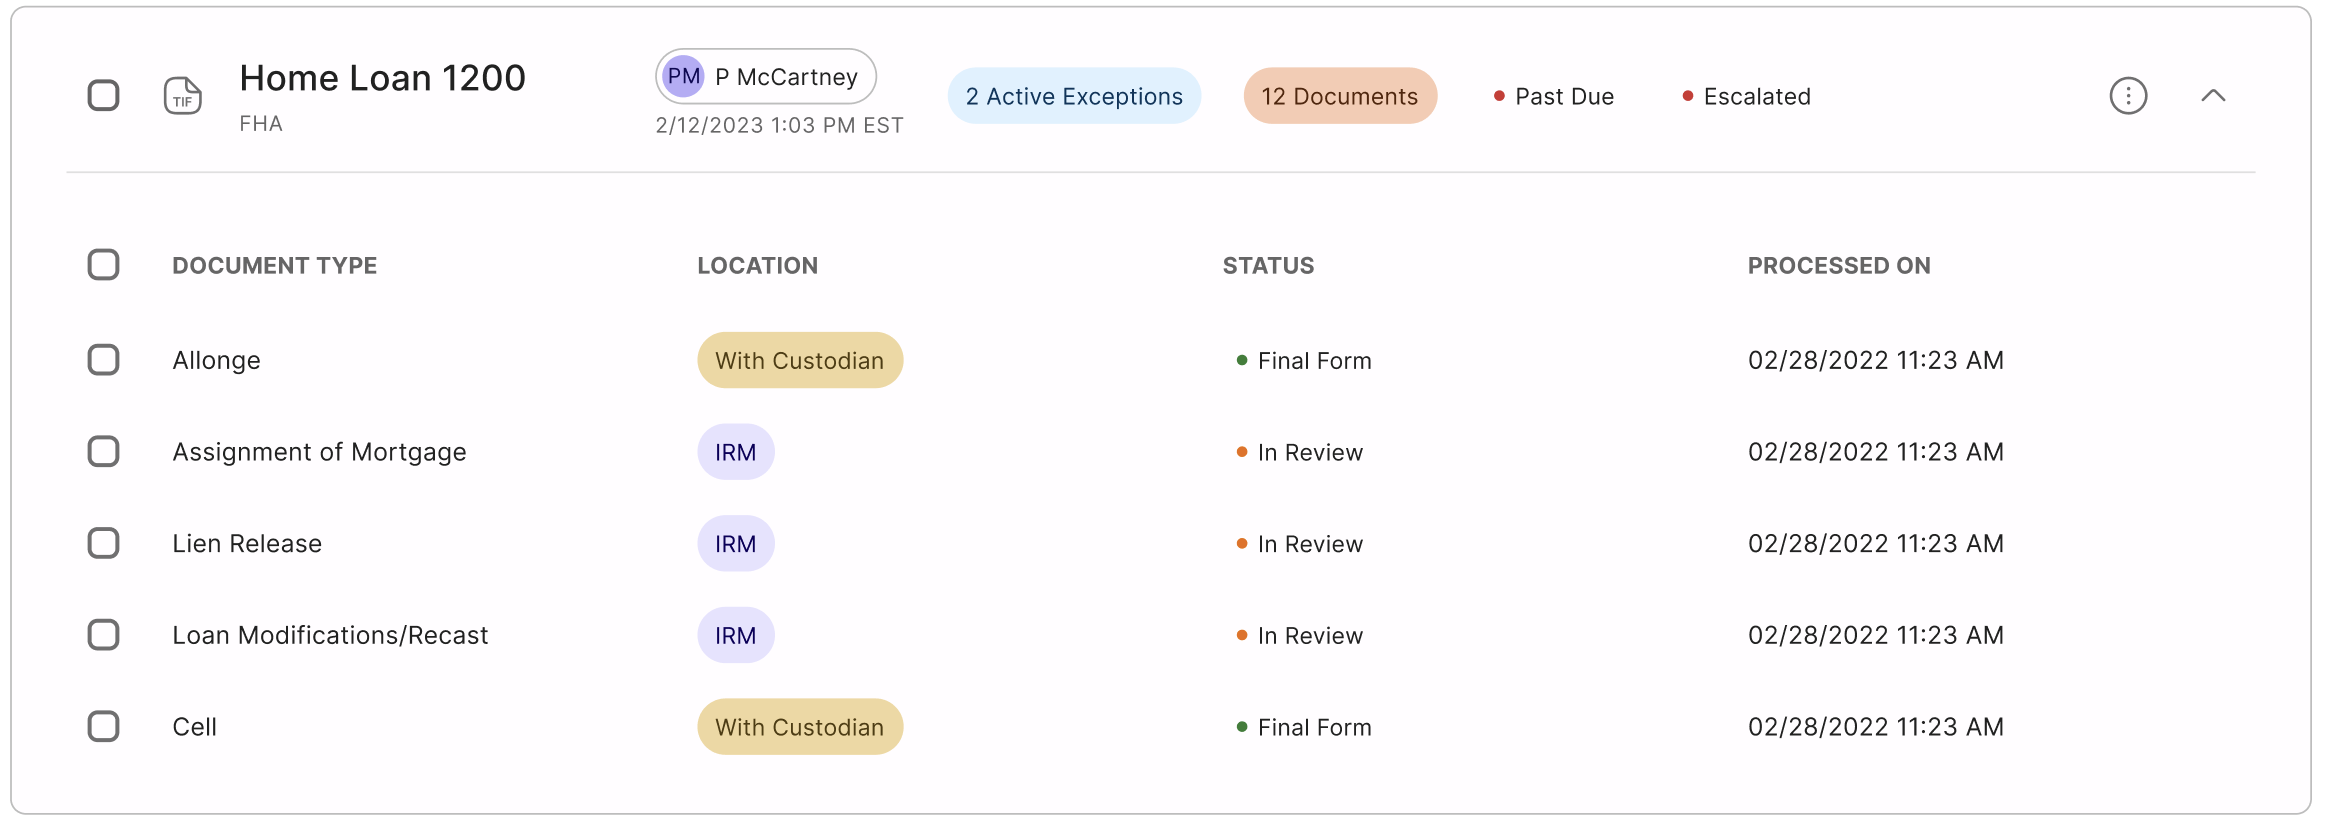 TIF
Home Loan 1200
FHA
PM P McCartney
2/12/2023 1:03 PM EST
2 Active Exceptions
12 Documents
Past Due
Escalated
DOCUMENT TYPE LOCATION STATUS PROCESSED ON
Allonge With Custodian Final Form 02/28/2022 11:23 AM
Assignment of Mortgage IRM In Review 02/28/2022 11:23 AM
Lien Release IRM In Review 02/28/2022 11:23 AM
Loan Modifications/Recast IRM In Review 02/28/2022 11:23 AM
Cell With Custodian Final Form 02/28/2022 11:23 AM